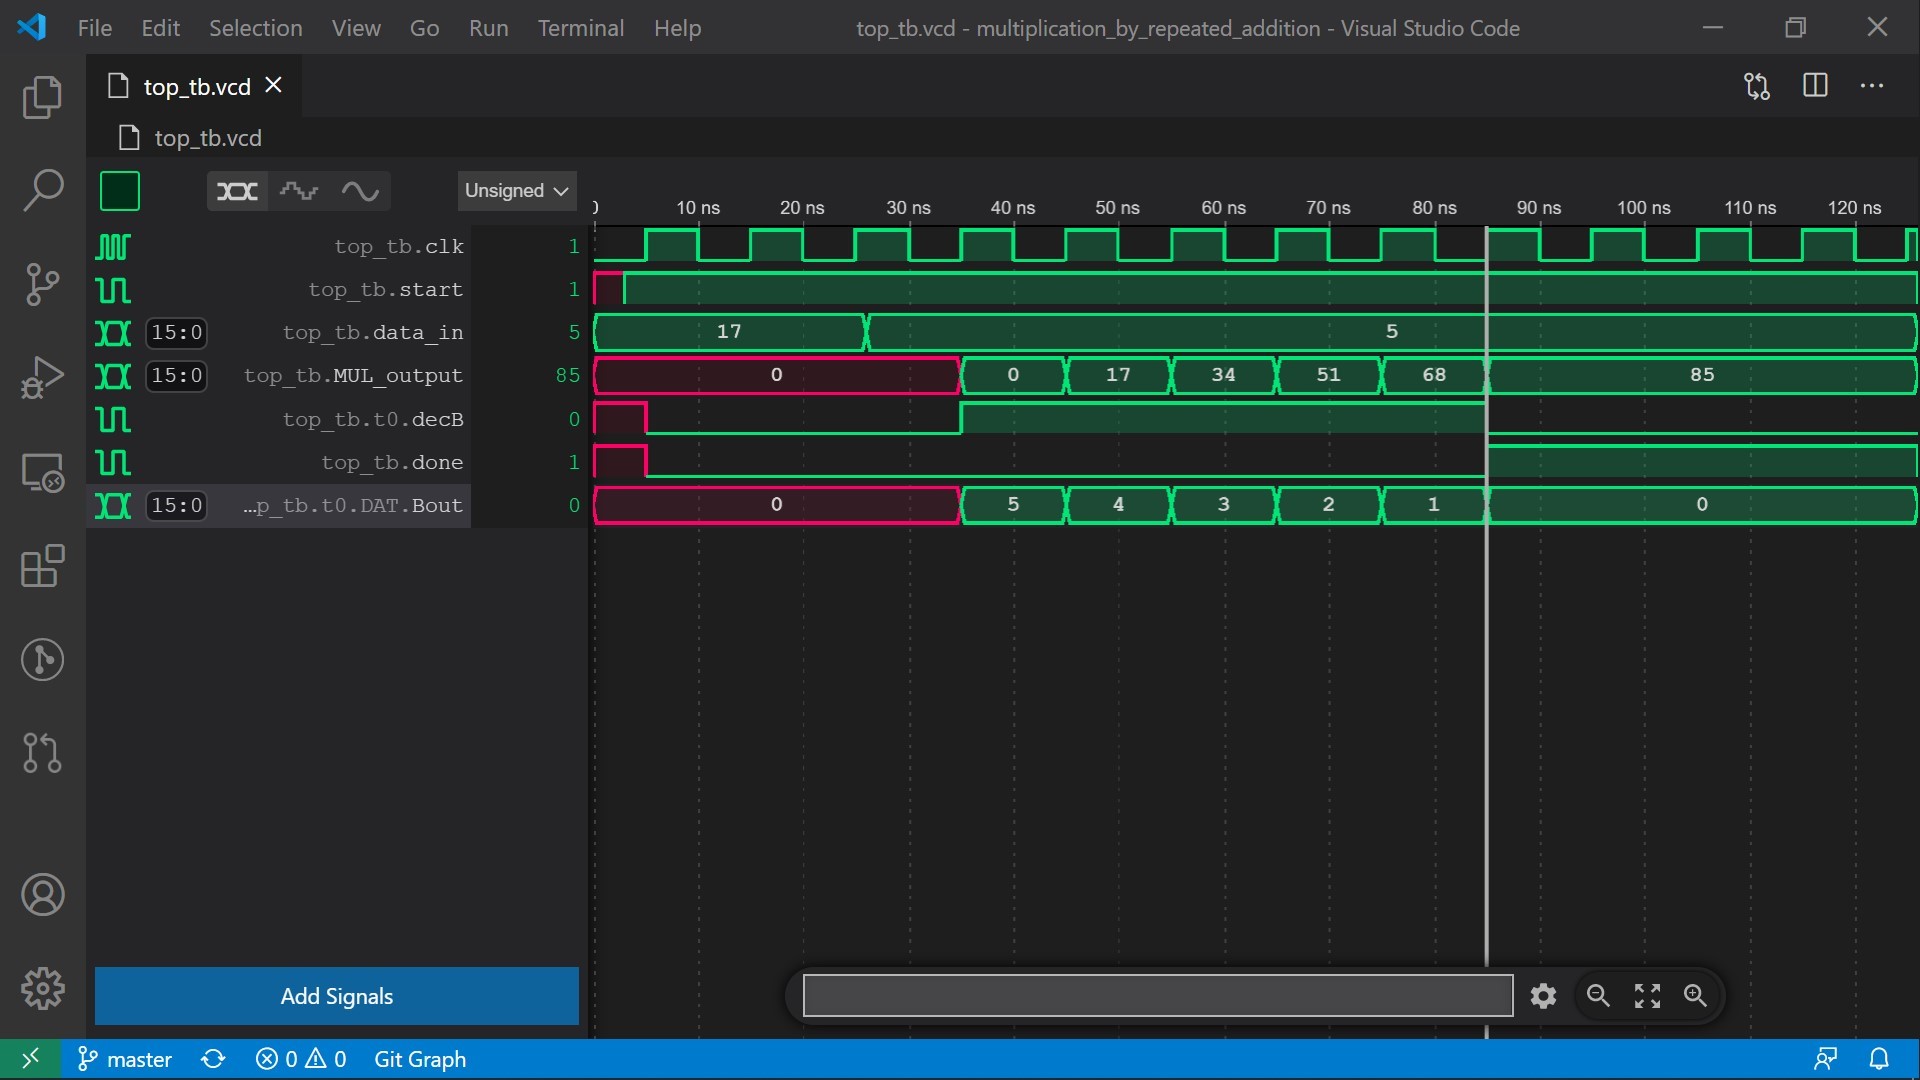 File Edit Selection View Go Run Terminal Help top_tb.vcd - multiplication_by_repeated_addition - Visual Studio Code
top_tb.vcd
top_tb.vcd
Unsigned
0 10 ns 20 ns 30 ns 40 ns 50 ns 60 ns 70 ns 80 ns 90 ns 100 ns 110 ns 120 ns
top_tb.clk 1
top_tb.start 1
15:0 top_tb.data_in 5 17 5
15:0 top_tb.MUL_output 85 0 0 17 34 51 68 85
top_tb.t0.decB 0
top_tb.done 1
15:0 …p_tb.t0.DAT.Bout 0 0 5 4 3 2 1 0
Add Signals
master 0 0 Git Graph